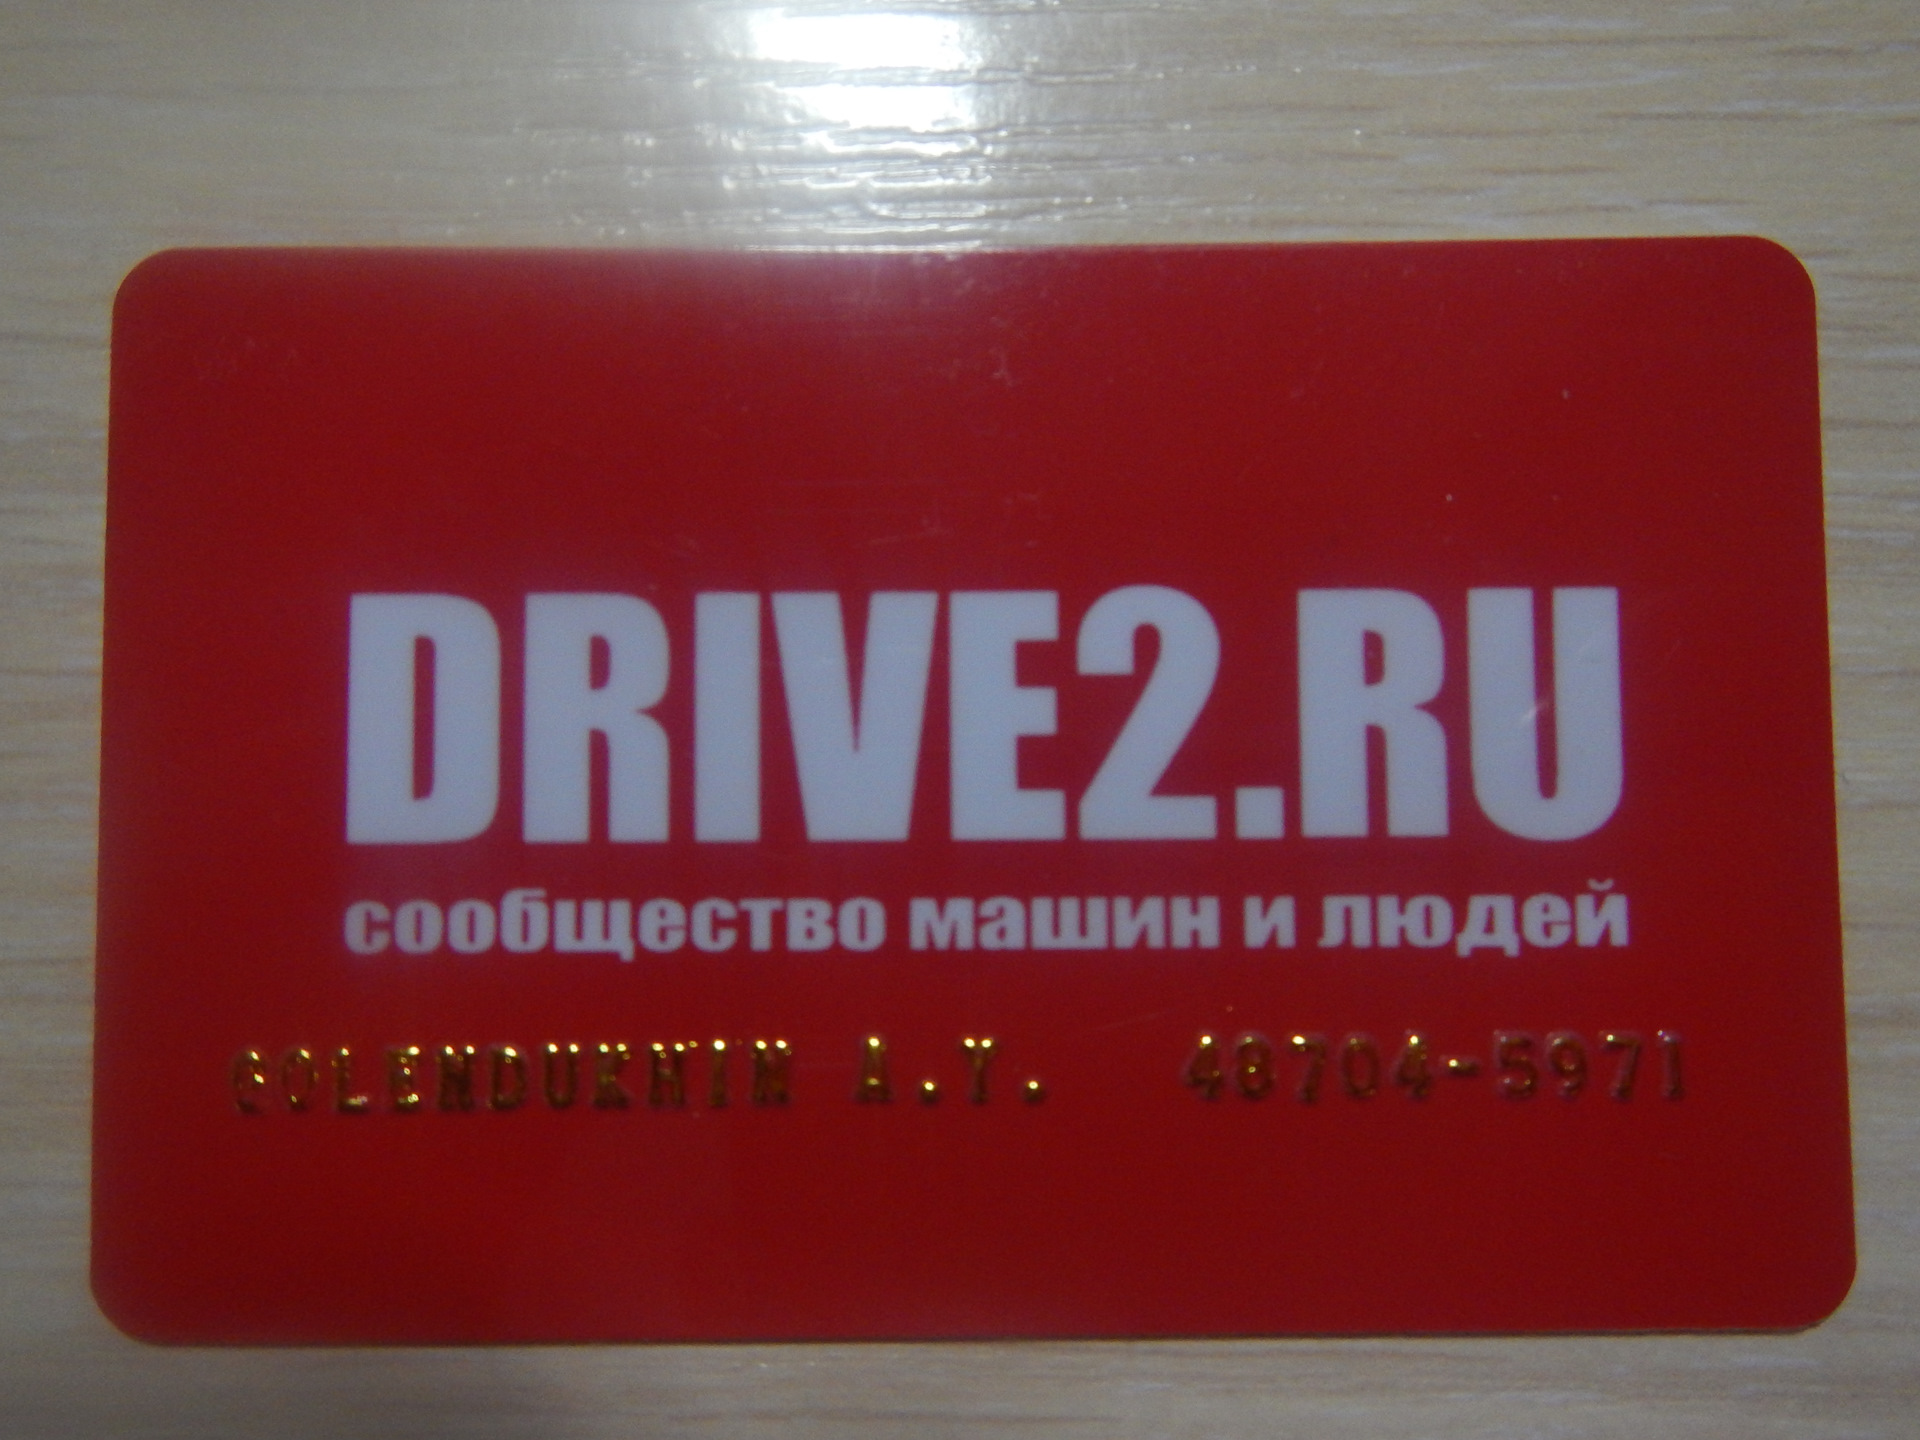 DRIVE2.RU
сообщество машин и людей
GOLENDUKHIN A.Y. 48704-5971